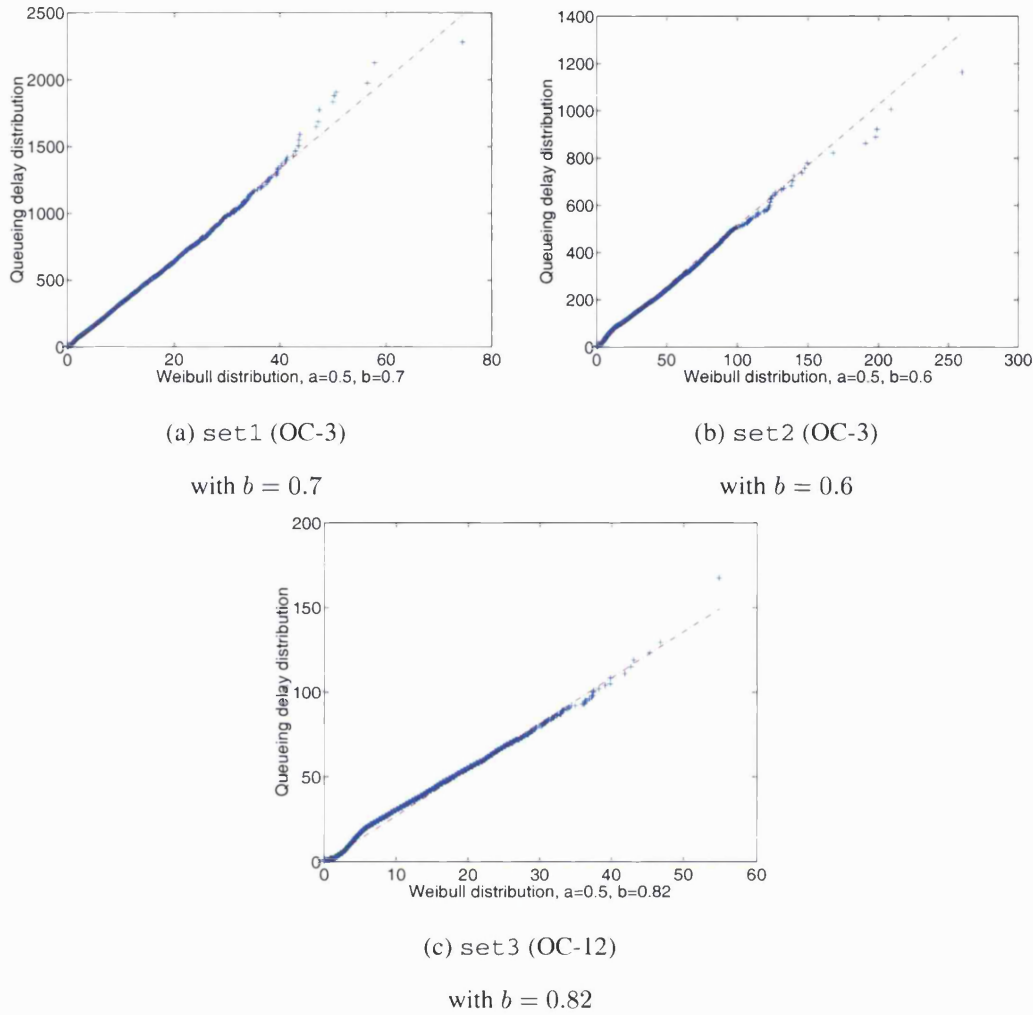 2500
2000
1500
1000
500
0
Queueing delay distribution
0 20 40 60 80
Weibull distribution, a=0.5, b=0.7
(a) set1 (OC-3)
with b = 0.7
1400
1200
1000
800
600
400
200
0
Queueing delay distribution
0 50 100 150 200 250 300
Weibull distribution, a=0.5, b=0.6
(b) set2 (OC-3)
with b = 0.6
200
150
100
50
0
Queueing delay distribution
0 10 20 30 40 50 60
Weibull distribution, a=0.5, b=0.82
(c) set3 (OC-12)
with b = 0.82